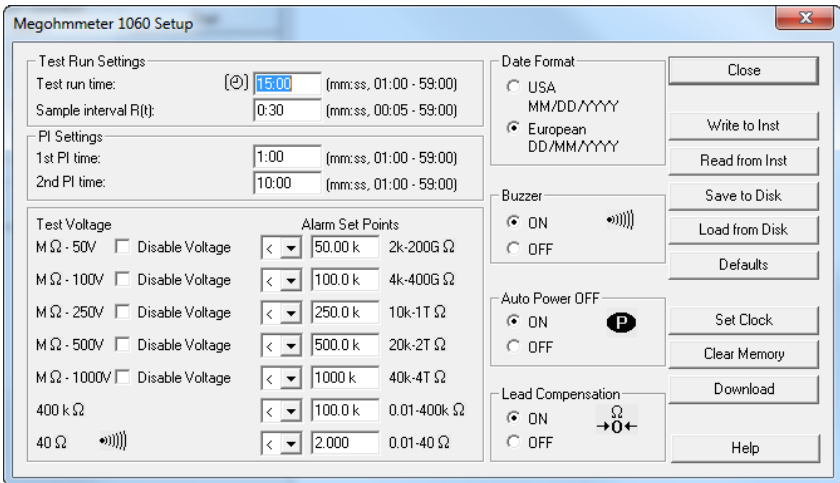 Megohmmeter 1060 Setup
Test Run Settings
Test run time: 15:00 (mm:ss, 01:00 - 59:00)
Sample interval R(t): 0:30 (mm:ss, 00:05 - 59:00)
PI Settings
1st PI time: 1:00 (mm:ss, 01:00 - 59:00)
2nd PI time: 10:00 (mm:ss, 01:00 - 59:00)
Test Voltage Alarm Set Points
M Ω - 50V Disable Voltage < 50.00 k 2k-200G Ω
M Ω - 100V Disable Voltage < 100.0 k 4k-400G Ω
M Ω - 250V Disable Voltage < 250.0 k 10k-1T Ω
M Ω - 500V Disable Voltage < 500.0 k 20k-2T Ω
M Ω - 1000V Disable Voltage < 1000 k 40k-4T Ω
400 k Ω < 100.0 k 0.01-400k Ω
40 Ω < 2.000 0.01-40 Ω
Date Format
USA
MM/DD/YYYY
European
DD/MM/YYYY
Buzzer
ON
OFF
Auto Power OFF
ON P
OFF
Lead Compensation
ON Ω
→0←
OFF
Close
Write to Inst
Read from Inst
Save to Disk
Load from Disk
Defaults
Set Clock
Clear Memory
Download
Help